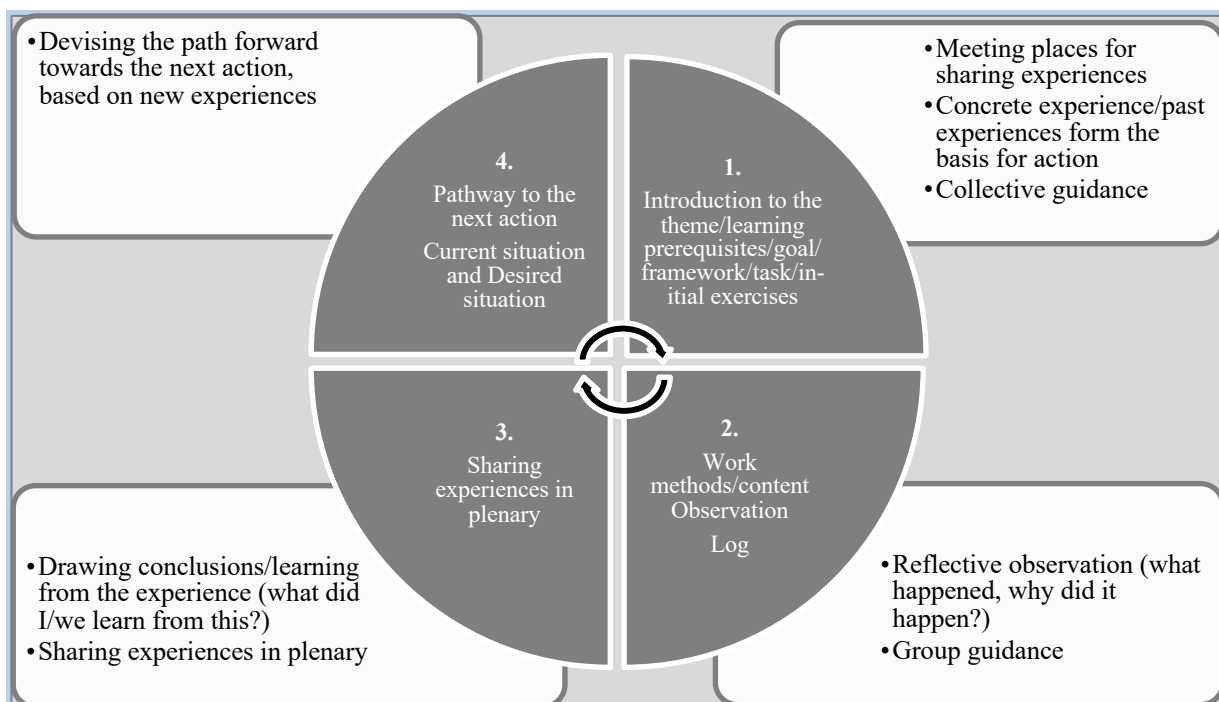 •Devising the path forward
towards the next action,
based on new experiences
•Meeting places for
sharing experiences
•Concrete experience/past
experiences form the
basis for action
•Collective guidance
4.
Pathway to the
next action
Current situation
and Desired
situation
1.
Introduction to the
theme/learning
prerequisites/goal/
framework/task/in-
itial exercises
3.
Sharing
experiences in
plenary
2.
Work
methods/content
Observation
Log
•Drawing conclusions/learning
from the experience (what did
I/we learn from this?)
•Sharing experiences in plenary
•Reflective observation (what
happened, why did it
happen?)
•Group guidance